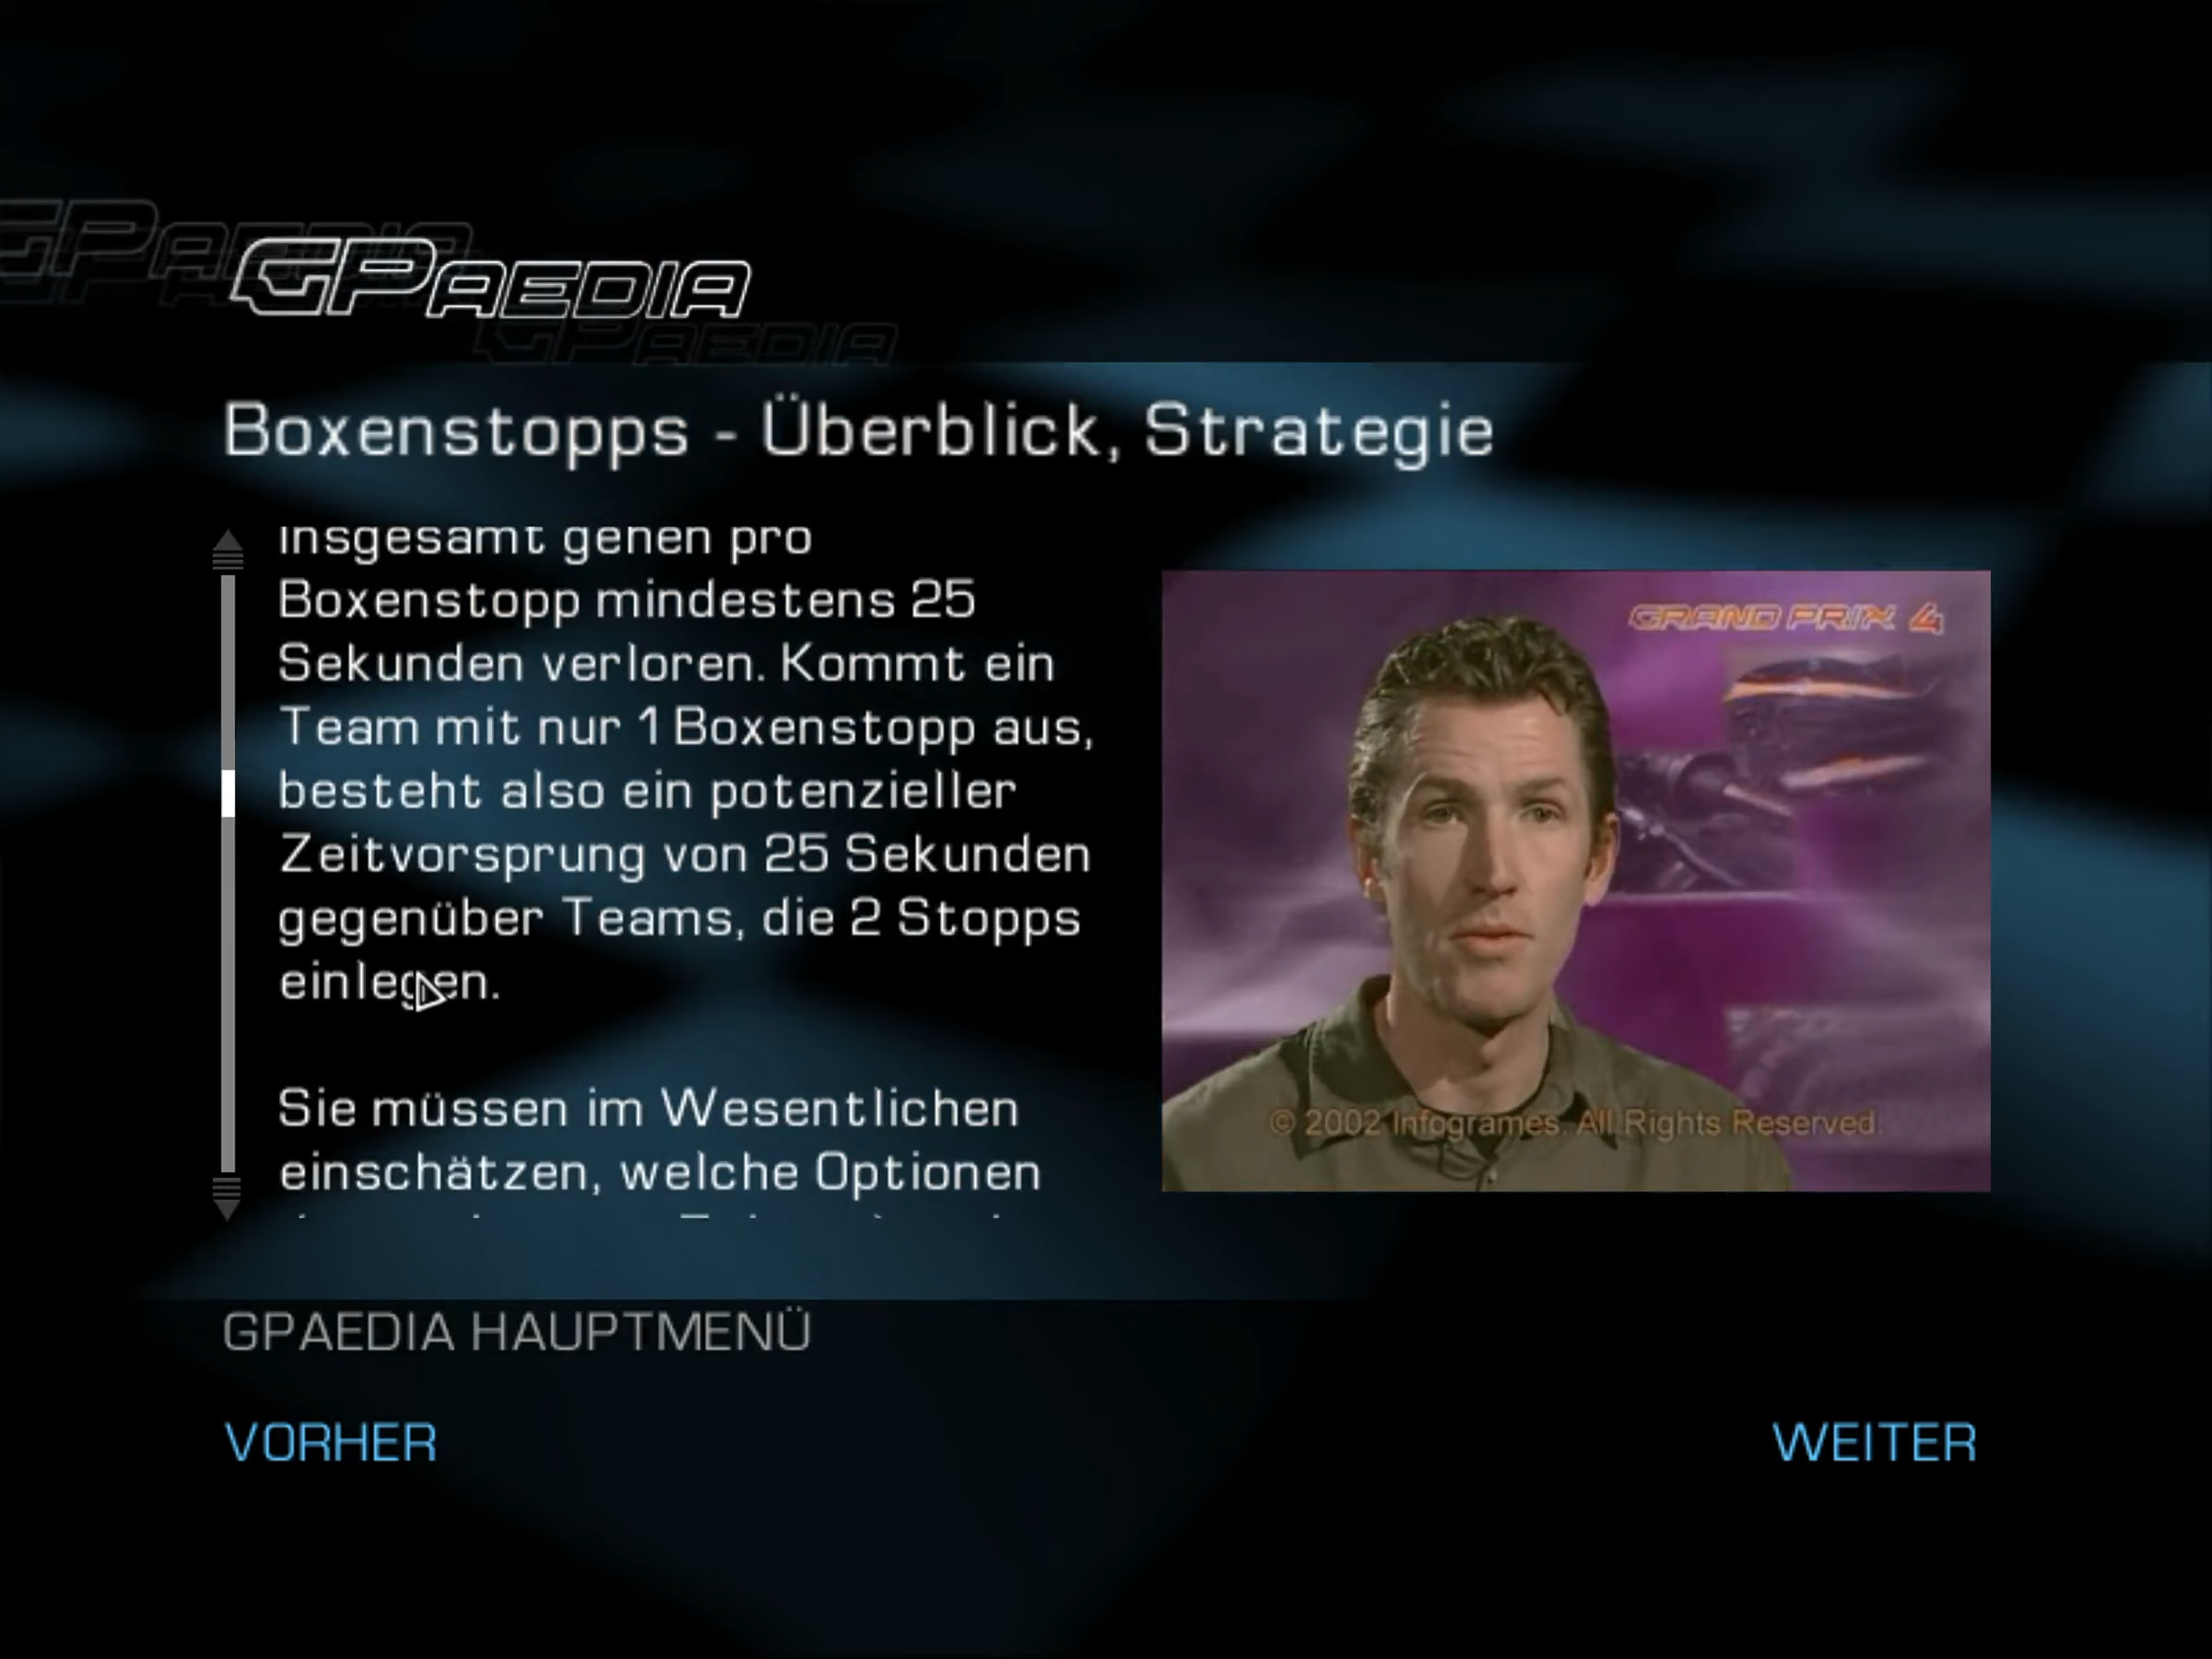 GPAEDIA
GPAEDIA
GPAEDIA
Boxenstopps - Überblick, Strategie
insgesamt gehen pro
Boxenstopp mindestens 25
Sekunden verloren. Kommt ein
Team mit nur 1 Boxenstopp aus,
besteht also ein potenzieller
Zeitvorsprung von 25 Sekunden
gegenüber Teams, die 2 Stopps
einlegen.
Sie müssen im Wesentlichen
einschätzen, welche Optionen
GRAND PRIX 4
© 2002 Infogrames. All Rights Reserved.
GPAEDIA HAUPTMENÜ
VORHER
WEITER